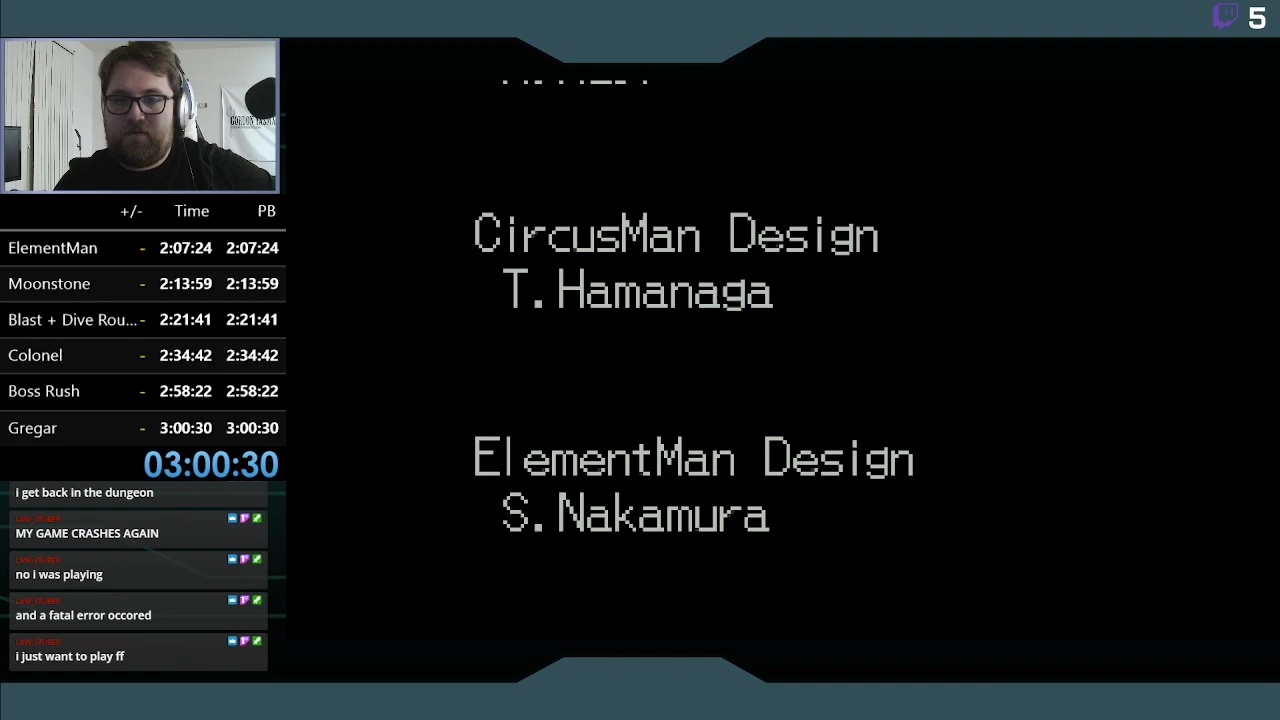 5
+/- Time PB
ElementMan - 2:07:24 2:07:24
Moonstone - 2:13:59 2:13:59
Blast + Dive Rou... - 2:21:41 2:21:41
Colonel - 2:34:42 2:34:42
Boss Rush - 2:58:22 2:58:22
Gregar - 3:00:30 3:00:30
03:00:30
i get back in the dungeon
MY GAME CRASHES AGAIN
no i was playing
and a fatal error occored
i just want to play ff
CircusMan Design
T.Hamanaga
ElementMan Design
S.Nakamura